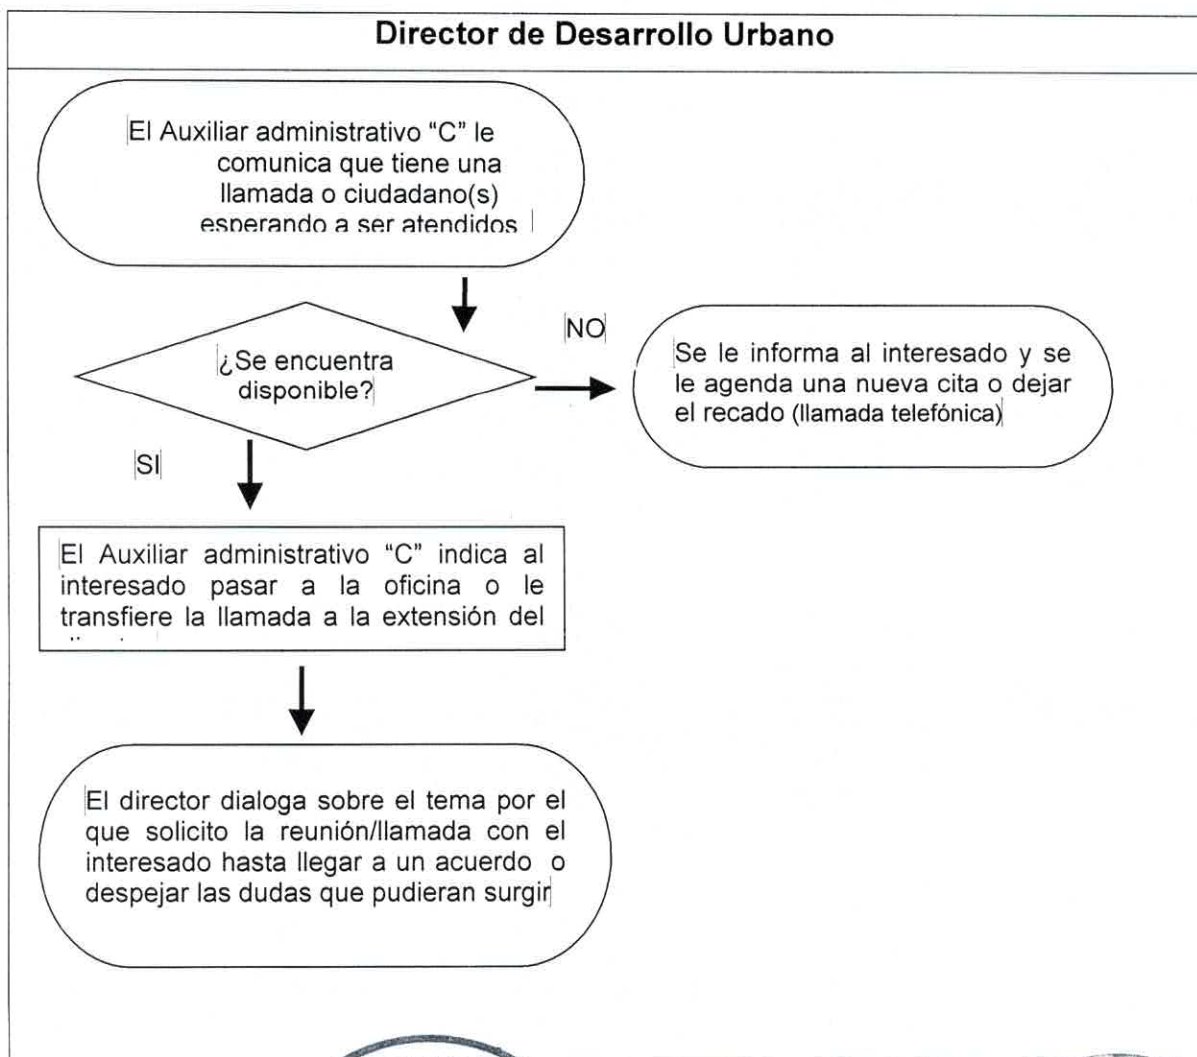 Director de Desarrollo Urbano
El Auxiliar administrativo “C” le
comunica que tiene una
llamada o ciudadano(s)
esperando a ser atendidos
¿Se encuentra
disponible?
NO
Se le informa al interesado y se
le agenda una nueva cita o dejar
el recado (llamada telefónica)
SI
El Auxiliar administrativo “C” indica al
interesado pasar a la oficina o le
transfiere la llamada a la extensión del
El director dialoga sobre el tema por el
que solicito la reunión/llamada con el
interesado hasta llegar a un acuerdo o
despejar las dudas que pudieran surgir